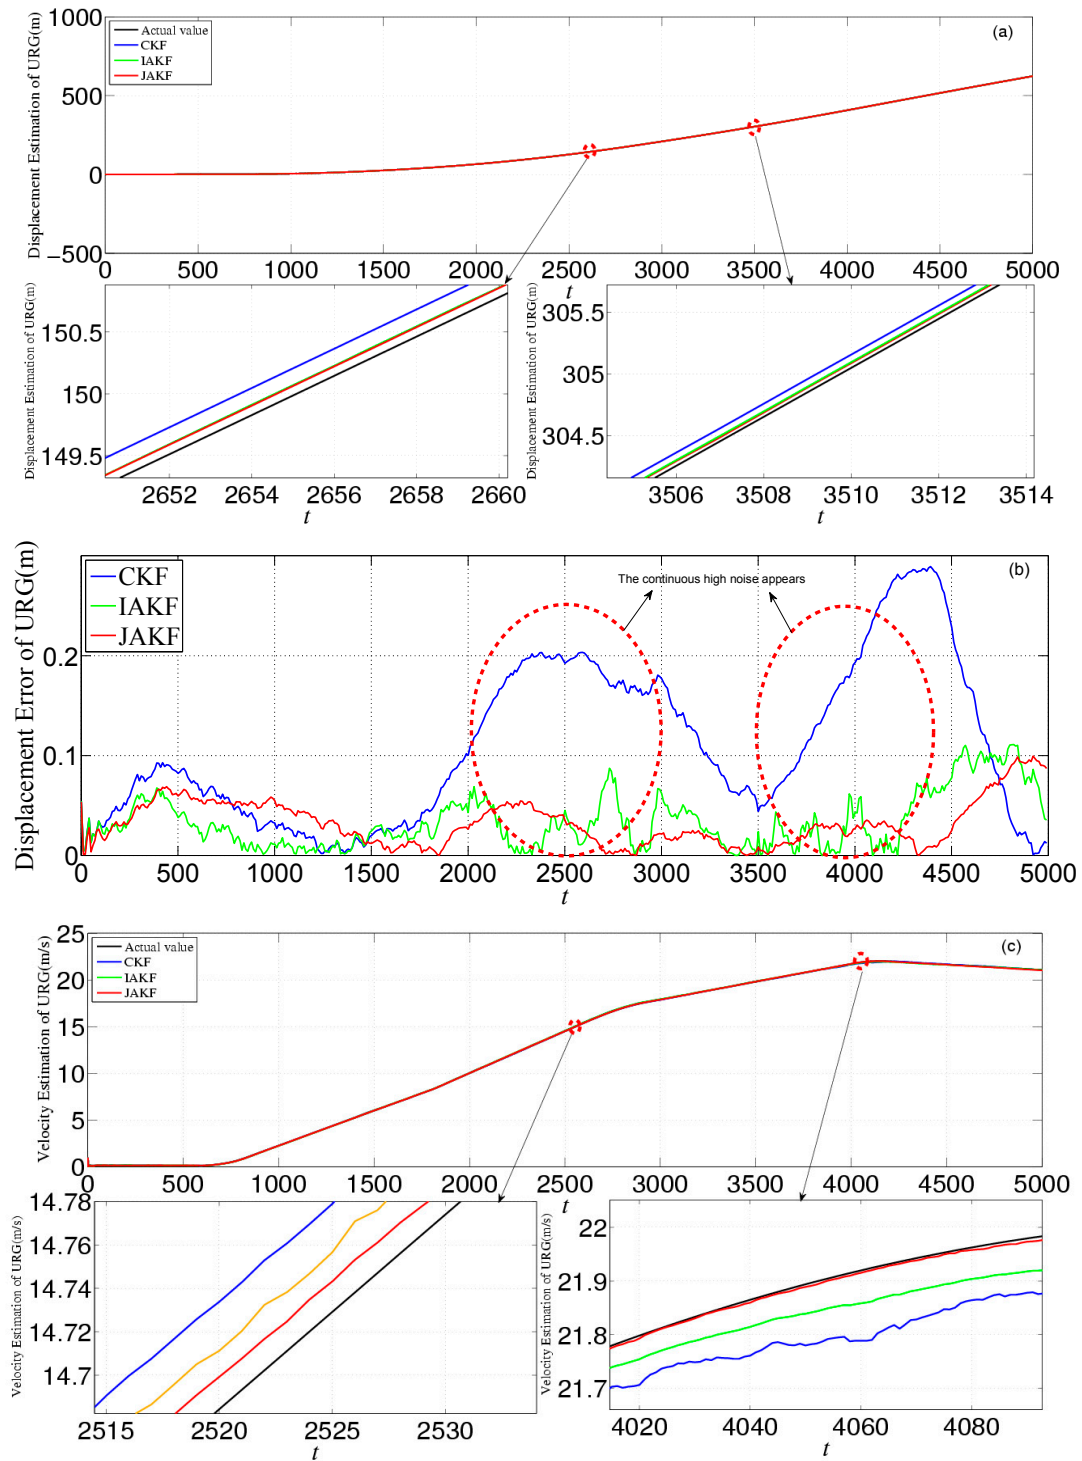 1000
500
0
−500
Displacement Estimation of URG(m)
Actual value
CKF
IAKF
JAKF
(a)
0 500 1000 1500 2000 2500 3000 3500 4000 4500 5000
t
150.5
150
149.5
Displacement Estimation of URG(m)
2652 2654 2656 2658 2660
t
305.5
305
304.5
Displacement Estimation of URG(m)
3506 3508 3510 3512 3514
t
0.2
0.1
0
Displacement Error of URG(m)
CKF
IAKF
JAKF
The continuous high noise appears
(b)
0 500 1000 1500 2000 2500 3000 3500 4000 4500 5000
t
25
20
15
10
5
0
Velocity Estimation of URG(m/s)
Actual value
CKF
IAKF
JAKF
(c)
0 500 1000 1500 2000 2500 3000 3500 4000 4500 5000
t
14.78
14.76
14.74
14.72
14.7
Velocity Estimation of URG(m/s)
2515 2520 2525 2530
t
22
21.9
21.8
21.7
Velocity Estimation of URG(m/s)
4020 4040 4060 4080
t